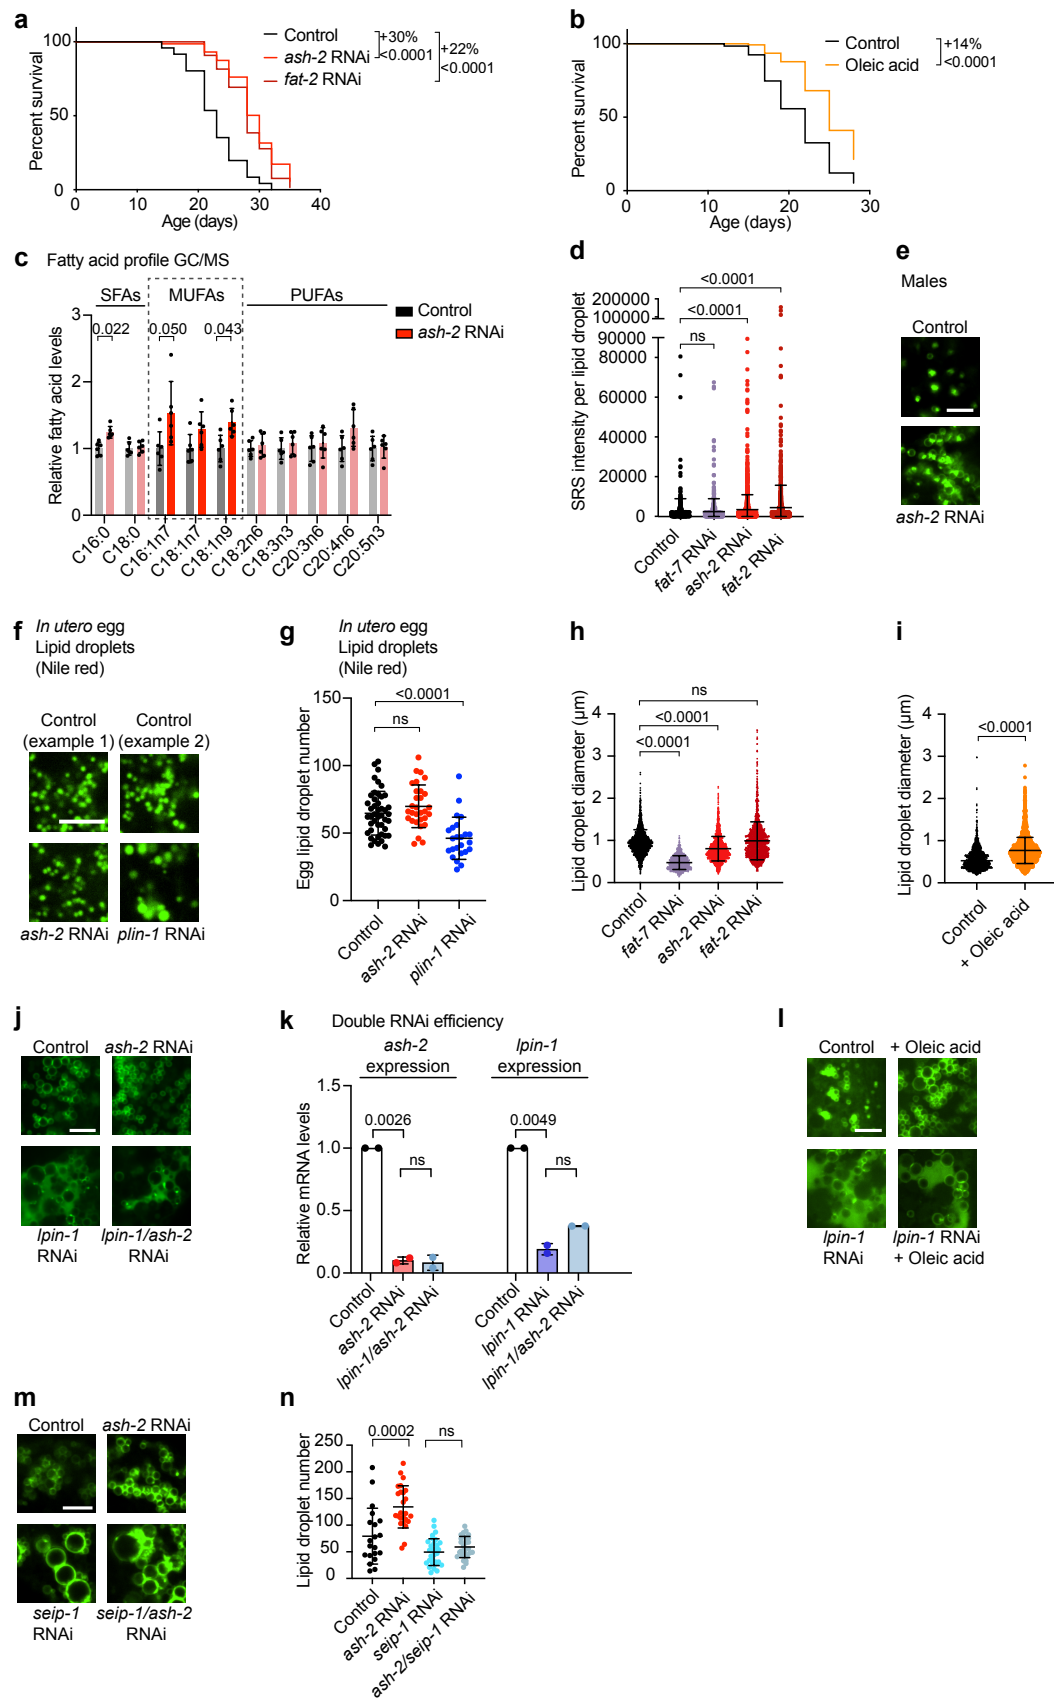 a
Control
ash-2 RNAi
fat-2 RNAi
+30%
<0.0001
+22%
<0.0001
Percent survival
100
50
0
0 10 20 30 40
Age (days)
b
Control
Oleic acid
+14%
<0.0001
Percent survival
100
50
0
0 10 20 30
Age (days)
c Fatty acid profile GC/MS
SFAs MUFAs PUFAs
Control
ash-2 RNAi
0.022 0.050 0.043
Relative fatty acid levels
3
2
1
0
C16:0
C18:0
C16:1n7
C18:1n7
C18:1n9
C18:2n6
C18:3n3
C20:3n6
C20:4n6
C20:5n3
d
<0.0001
<0.0001
ns
SRS intensity per lipid droplet
200000
100000
90000
80000
60000
40000
20000
0
Control
fat-7 RNAi
ash-2 RNAi
fat-2 RNAi
e
Males
Control
ash-2 RNAi
f In utero egg
Lipid droplets
(Nile red)
Control
(example 1)
Control
(example 2)
ash-2 RNAi
plin-1 RNAi
g In utero egg
Lipid droplets
(Nile red)
<0.0001
ns
Egg lipid droplet number
150
100
50
0
Control
ash-2 RNAi
plin-1 RNAi
h
ns
<0.0001
<0.0001
Lipid droplet diameter (µm)
4
3
2
1
0
Control
fat-7 RNAi
ash-2 RNAi
fat-2 RNAi
i
<0.0001
Lipid droplet diameter (µm)
4
3
2
1
0
Control
+ Oleic acid
j
Control
ash-2 RNAi
lpin-1
RNAi
lpin-1/ash-2
RNAi
k Double RNAi efficiency
ash-2
expression
lpin-1
expression
0.0026
ns
0.0049
ns
Relative mRNA levels
1.5
1.0
0.5
0.0
Control
ash-2 RNAi
lpin-1/ash-2 RNAi
Control
lpin-1 RNAi
lpin-1/ash-2 RNAi
l
Control
+ Oleic acid
lpin-1
RNAi
lpin-1 RNAi
+ Oleic acid
m
Control
ash-2 RNAi
seip-1
RNAi
seip-1/ash-2
RNAi
n
0.0002
ns
Lipid droplet number
250
200
150
100
50
0
Control
ash-2 RNAi
seip-1 RNAi
ash-2/seip-1 RNAi